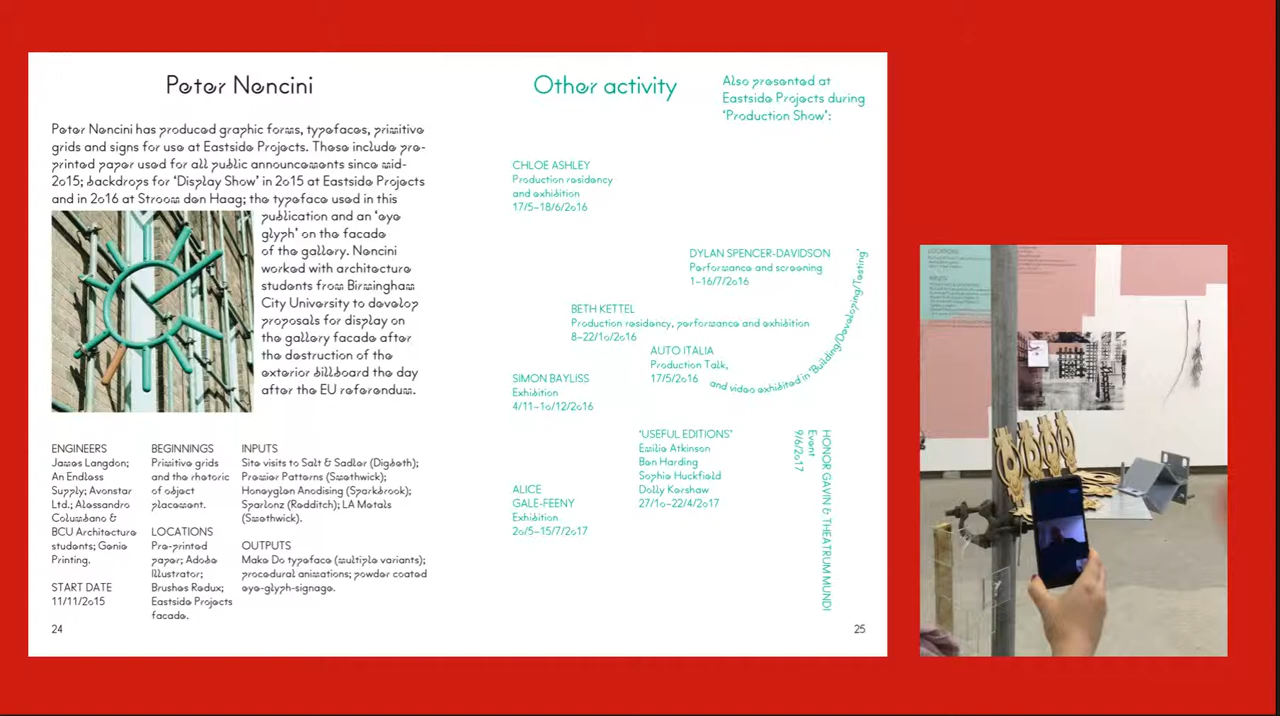 Peter Nencini
Peter Nencini has produced graphic forms, typefaces, primitive
grids and signs for use at Eastside Projects. These include pre-
printed paper used for all public announcements since mid-
2015; backdrops for ‘Display Show’ in 2015 at Eastside Projects
and in 2016 at Stroom den Haag; the typeface used in this
publication and an ‘eye
glyph’ on the facade
of the gallery. Nencini
worked with architecture
students from Birmingham
City University to develop
proposals for display on
the gallery facade after
the destruction of the
exterior billboard the day
after the EU referendum.
ENGINEERS
James Langdon;
An Endless
Supply; Avonstar
Ltd.; Alessandro
Columbano &
BCU Architecture
students; Genie
Printing.
START DATE
11/11/2015
BEGINNINGS
Primitive grids
and the rhetoric
of object
placement.
LOCATIONS
Pre-printed
paper; Adobe
Illustrator;
Brushes Redux;
Eastside Projects
facade.
INPUTS
Site visits to Salt & Sadler (Digbeth);
Premier Patterns (Smethwick);
Honeyglen Anodising (Sparkbrook);
Sparlonz (Redditch); LA Metals
(Smethwick).
OUTPUTS
Make Do typeface (multiple variants);
procedural animations; powder coated
eye-glyph-signage.
24
Other activity
Also presented at
Eastside Projects during
‘Production Show’:
CHLOE ASHLEY
Production residency
and exhibition
17/5–18/6/2016
DYLAN SPENCER-DAVIDSON
Performance and screening
1–16/7/2016
BETH KETTEL
Production residency, performance and exhibition
8–22/10/2016
AUTO ITALIA
Production Talk,
17/5/2016
and video exhibited in ‘Building/Developing/Testing’
SIMON BAYLISS
Exhibition
4/11–10/12/2016
‘USEFUL EDITIONS’
Emilie Atkinson
Ben Harding
Sophie Huckfield
Dolly Kershaw
27/10–22/4/2017
HONOR GAVIN & THEATRUM MUNDI
Event
9/6/2017
ALICE
GALE-FEENY
Exhibition
20/5–15/7/2017
25
LOCATIONS
INPUTS